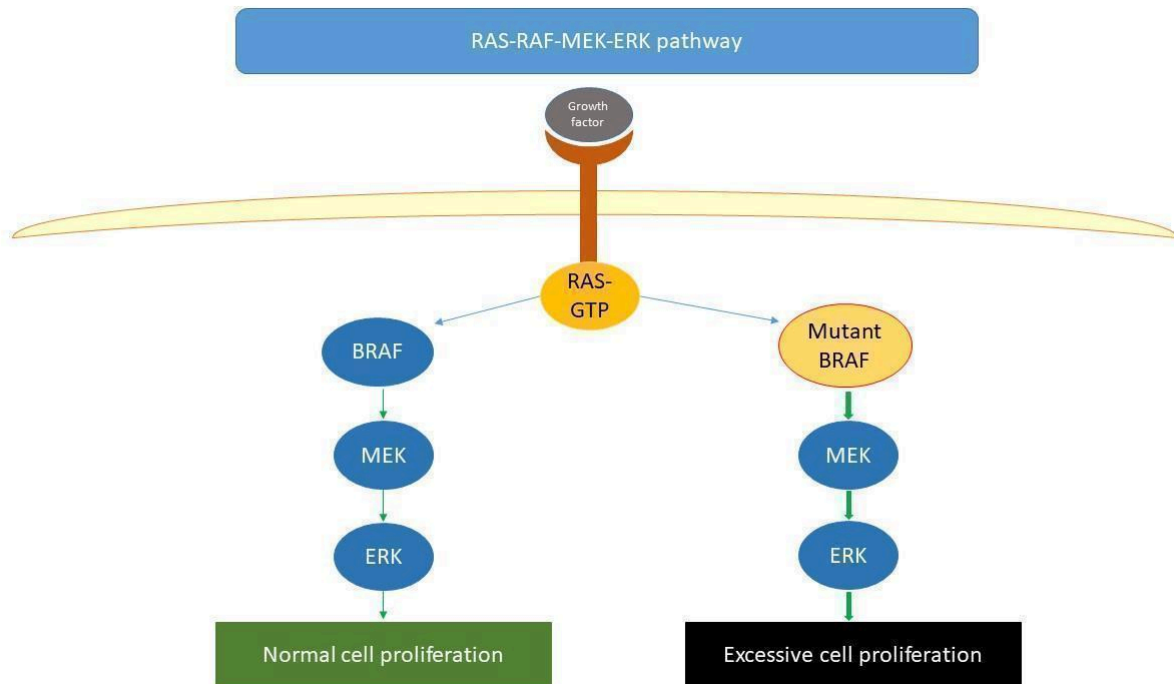 RAS-RAF-MEK-ERK pathway
Growth
factor
RAS-
GTP
BRAF
Mutant
BRAF
MEK
MEK
ERK
ERK
Normal cell proliferation
Excessive cell proliferation